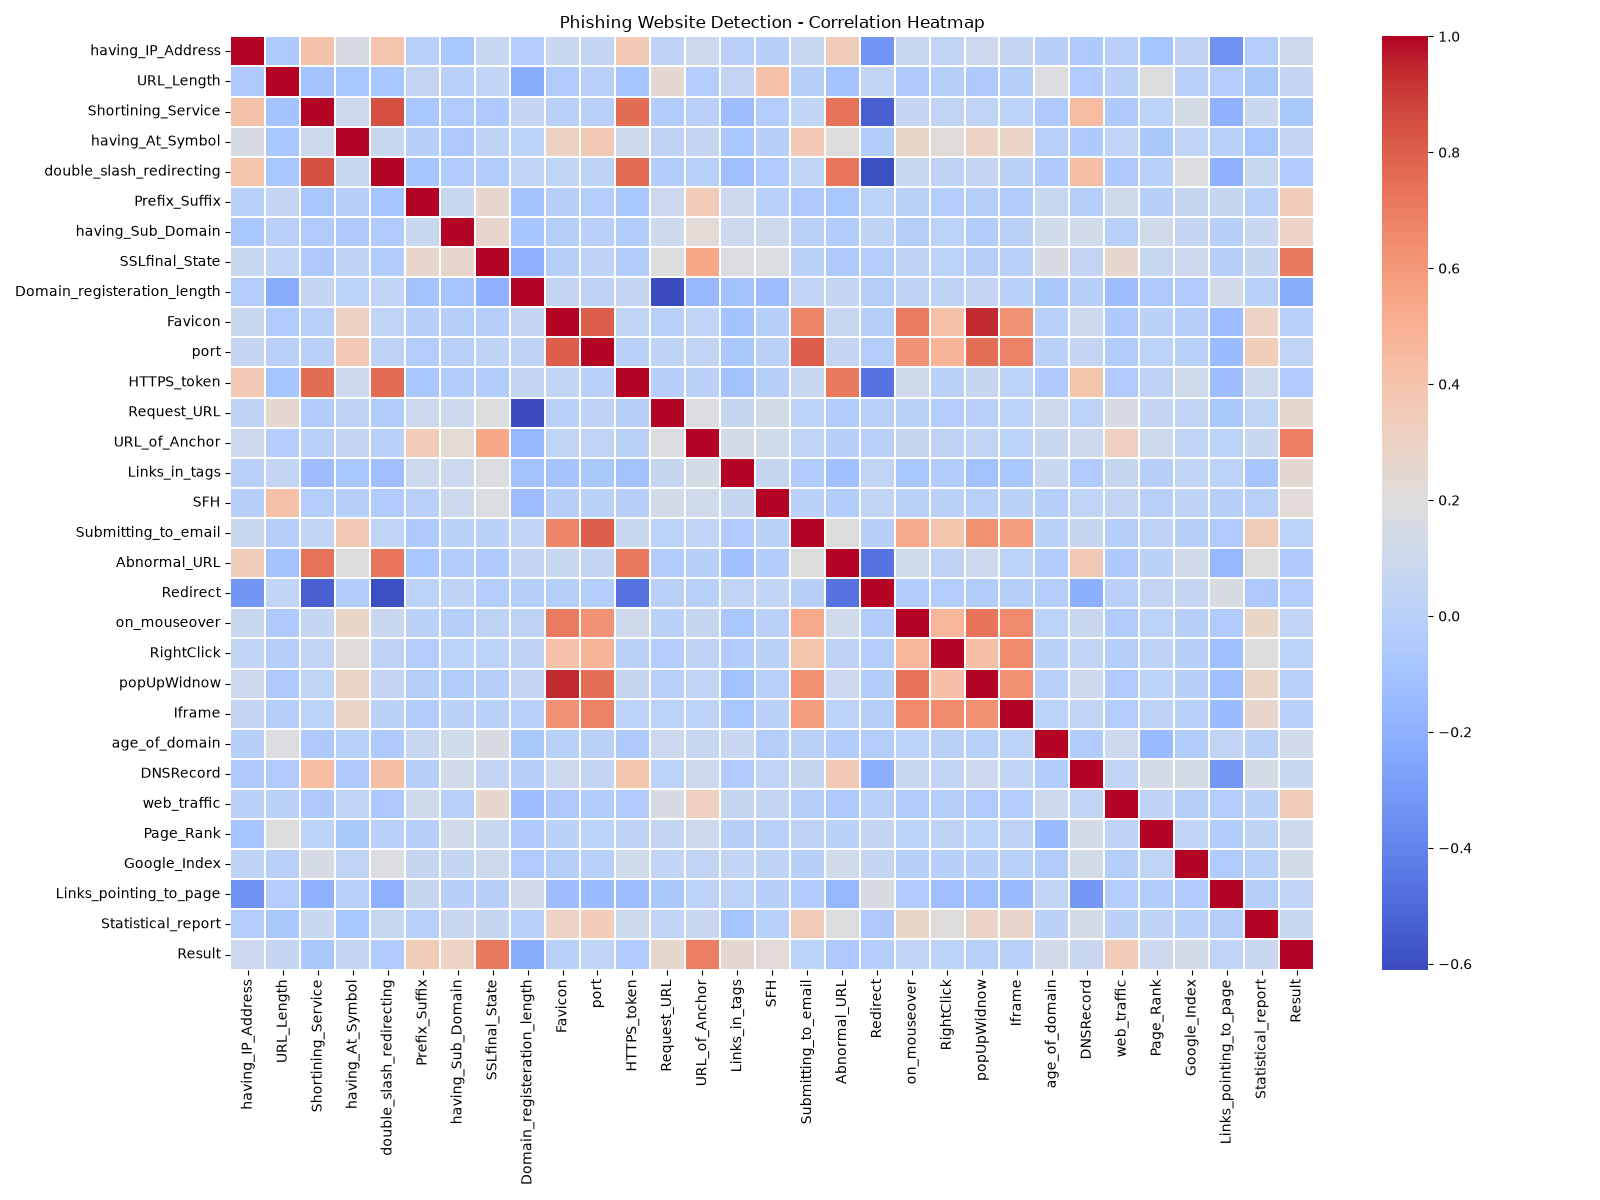 Phishing Website Detection - Correlation Heatmap
having_IP_Address
URL_Length
Shortining_Service
having_At_Symbol
double_slash_redirecting
Prefix_Suffix
having_Sub_Domain
SSLfinal_State
Domain_registeration_length
Favicon
port
HTTPS_token
Request_URL
URL_of_Anchor
Links_in_tags
SFH
Submitting_to_email
Abnormal_URL
Redirect
on_mouseover
RightClick
popUpWidnow
Iframe
age_of_domain
DNSRecord
web_traffic
Page_Rank
Google_Index
Links_pointing_to_page
Statistical_report
Result
having_IP_Address
URL_Length
Shortining_Service
having_At_Symbol
double_slash_redirecting
Prefix_Suffix
having_Sub_Domain
SSLfinal_State
Domain_registeration_length
Favicon
port
HTTPS_token
Request_URL
URL_of_Anchor
Links_in_tags
SFH
Submitting_to_email
Abnormal_URL
Redirect
on_mouseover
RightClick
popUpWidnow
Iframe
age_of_domain
DNSRecord
web_traffic
Page_Rank
Google_Index
Links_pointing_to_page
Statistical_report
Result
1.0
0.8
0.6
0.4
0.2
0.0
−0.2
−0.4
−0.6